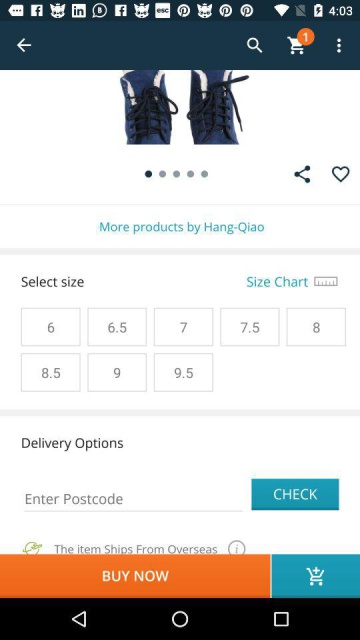 esc 4:03
1
More products by Hang-Qiao
Select size Size Chart
6 6.5 7 7.5 8
8.5 9 9.5
Delivery Options
Enter Postcode CHECK
The item Ships From Overseas i
BUY NOW